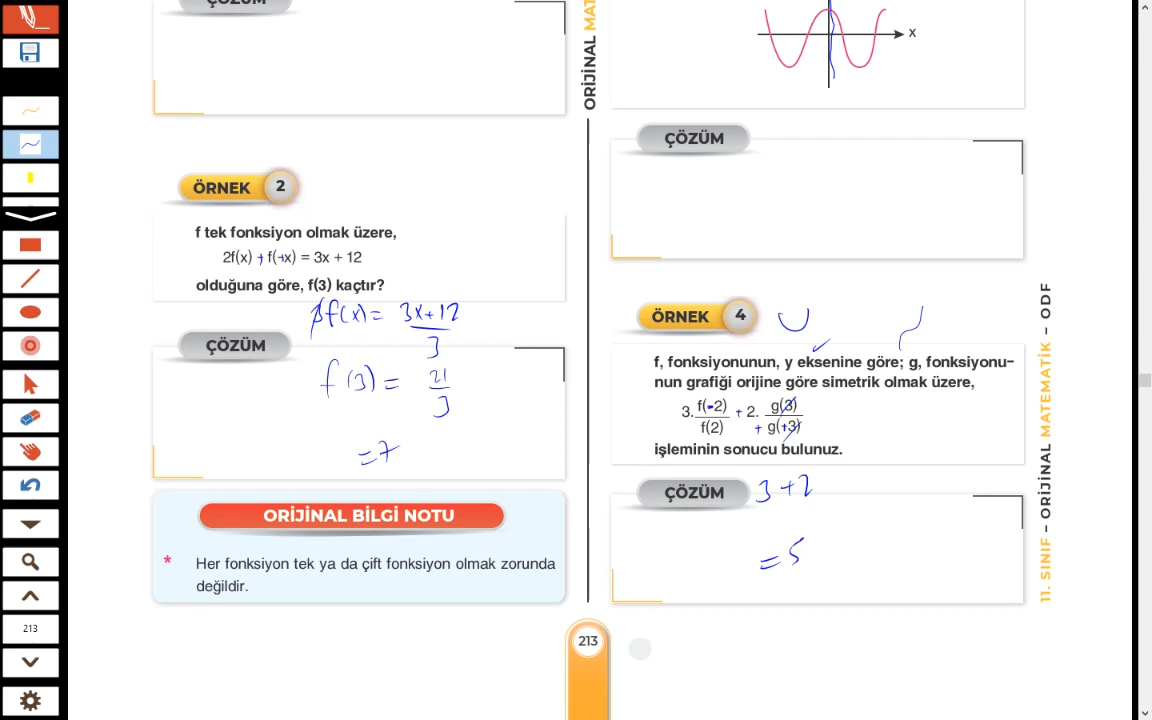 ÇÖZÜM
ÖRNEK 2
f tek fonksiyon olmak üzere,
2f(x) + f(+x) = 3x + 12
olduğuna göre, f(3) kaçtır?
3f(x) = 3x+12
3
ÇÖZÜM
f(3) = 21
3
=7
ORİJİNAL BİLGİ NOTU
* Her fonksiyon tek ya da çift fonksiyon olmak zorunda
değildir.
ORİJİNAL MAT
x
ÇÖZÜM
ÖRNEK 4
f, fonksiyonunun, y eksenine göre; g, fonksiyonu-
nun grafiği orijine göre simetrik olmak üzere,
3. f(-2) + 2. g(3)
f(2) + g(+3)
işleminin sonucu bulunuz.
ÇÖZÜM
3 + 2
= 5
11. SINIF – ORİJİNAL MATEMATİK – ODF
213
213